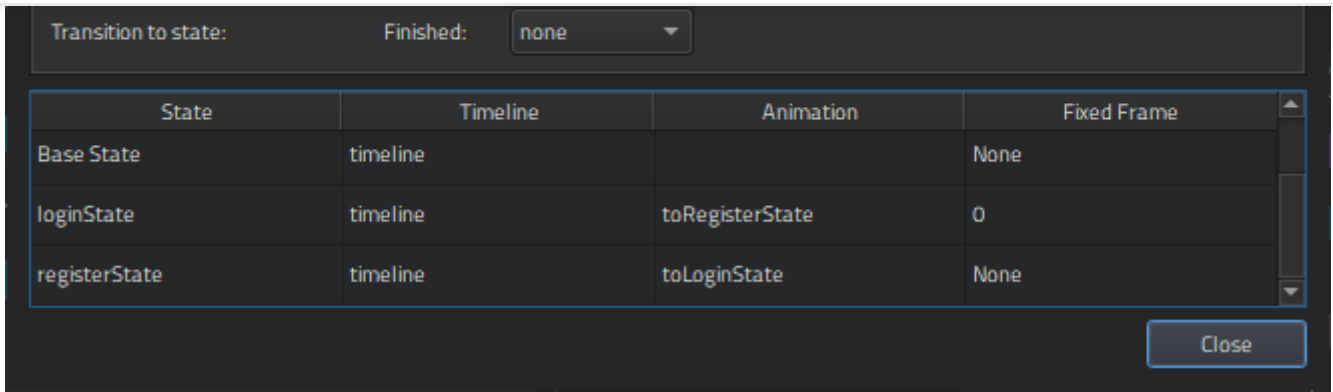 Transition to state: Finished: none
State Timeline Animation Fixed Frame
Base State timeline None
loginState timeline toRegisterState 0
registerState timeline toLoginState None
Close